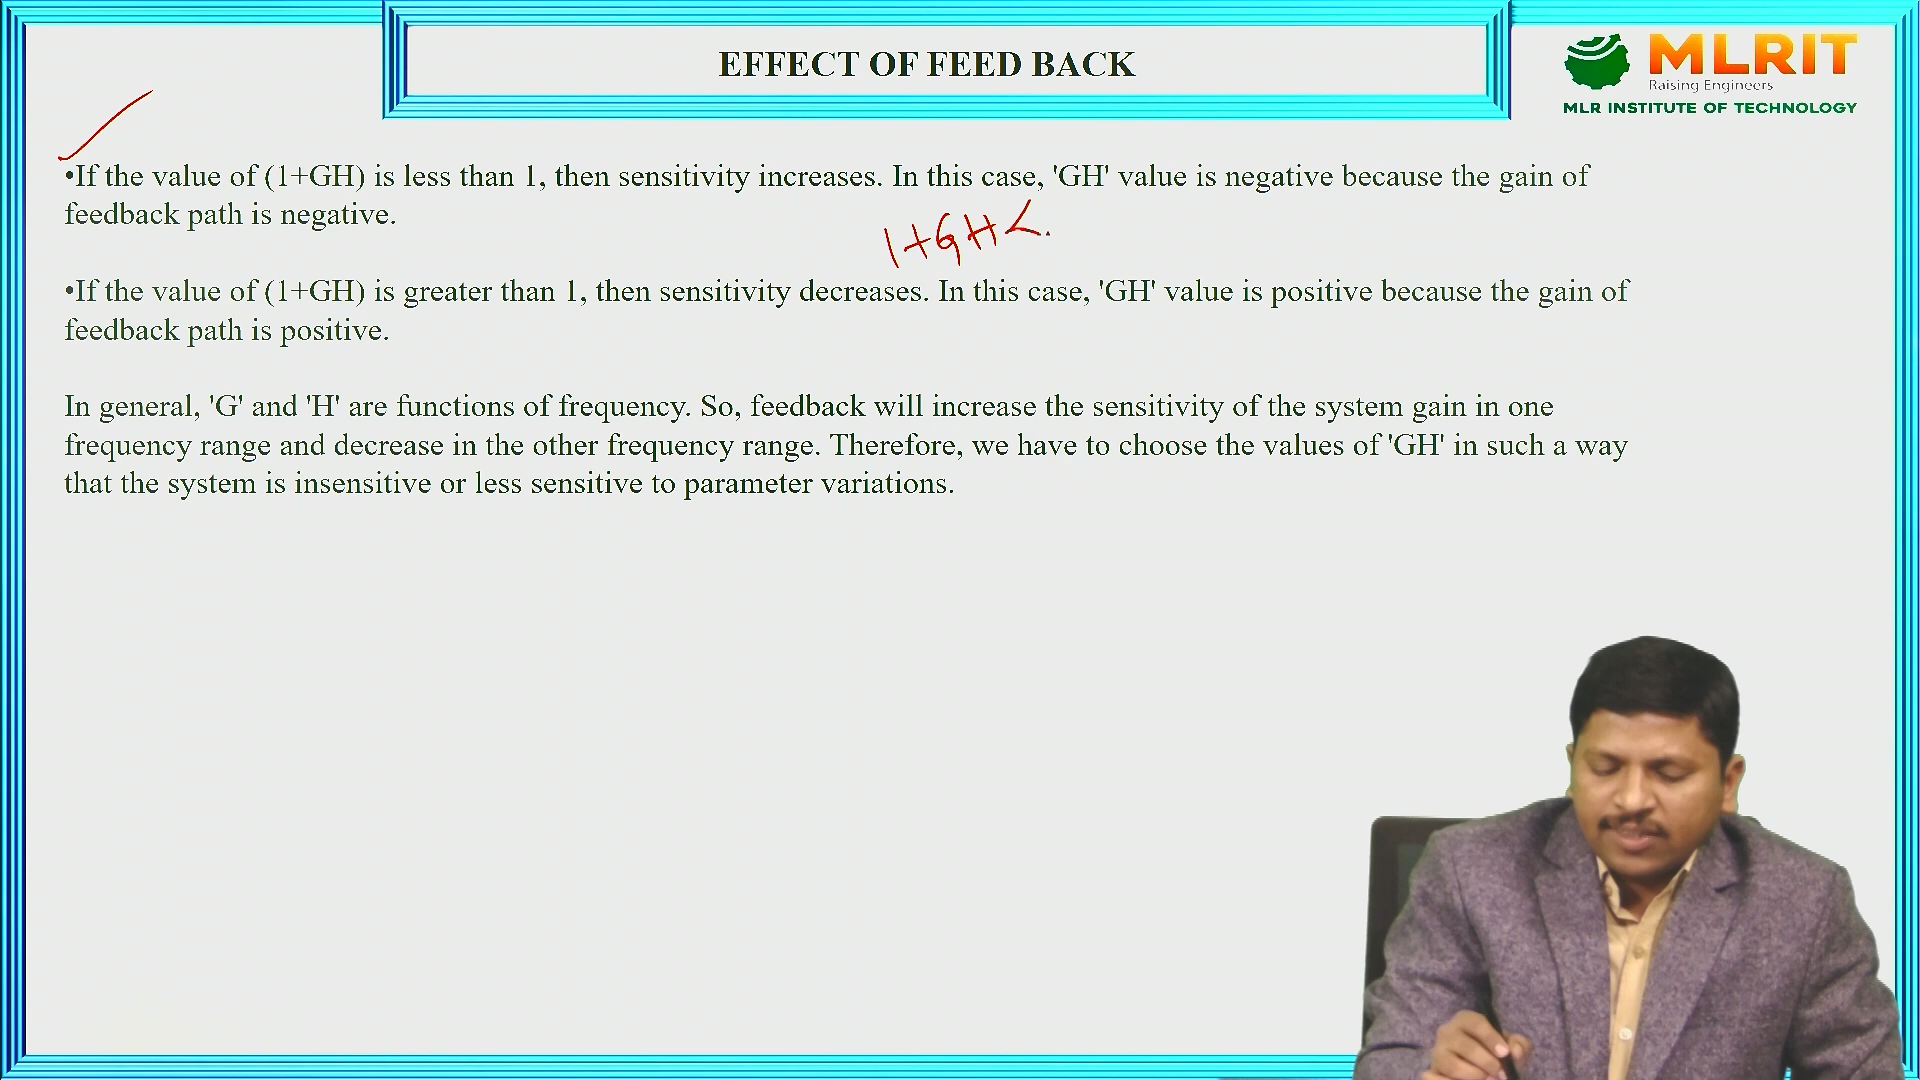 EFFECT OF FEED BACK
MLRIT
Raising Engineers
MLR INSTITUTE OF TECHNOLOGY
•If the value of (1+GH) is less than 1, then sensitivity increases. In this case, 'GH' value is negative because the gain of
feedback path is negative.
1+GH<
•If the value of (1+GH) is greater than 1, then sensitivity decreases. In this case, 'GH' value is positive because the gain of
feedback path is positive.
In general, 'G' and 'H' are functions of frequency. So, feedback will increase the sensitivity of the system gain in one
frequency range and decrease in the other frequency range. Therefore, we have to choose the values of 'GH' in such a way
that the system is insensitive or less sensitive to parameter variations.